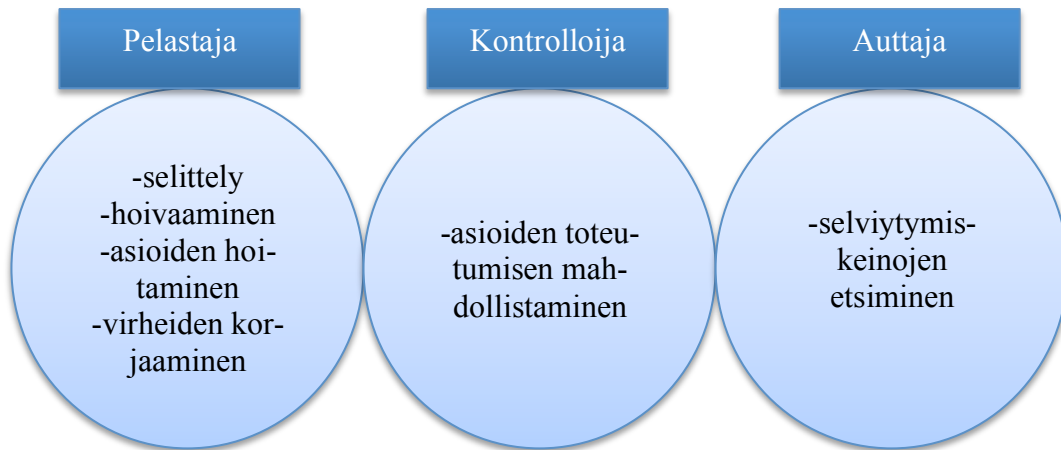 Pelastaja
-selittely
-hoivaaminen
-asioiden hoi-
taminen
-virheiden kor-
jaaminen
Kontrolloija
-asioiden toteu-
tumisen mah-
dollistaminen
Auttaja
-selviytymis-
keinojen
etsiminen